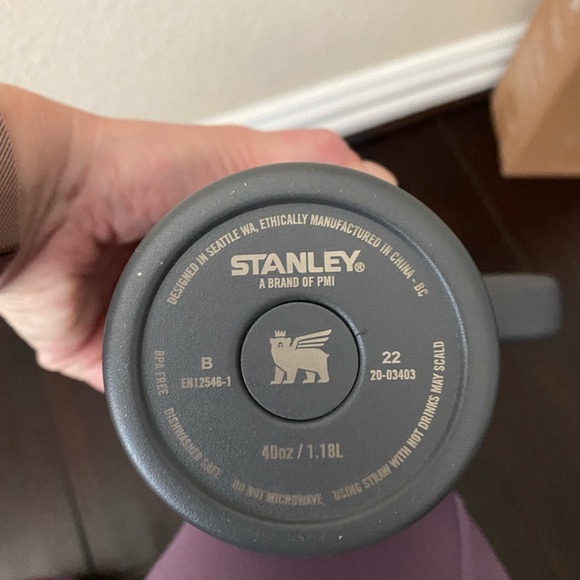 DESIGNED IN SEATTLE WA, ETHICALLY MANUFACTURED IN CHINA - BC
STANLEY®
A BRAND OF PMI
B
EN12546-1
22
20-03403
40oz / 1.18L
BPA FREE DISHWASHER SAFE DO NOT MICROWAVE USING STRAW WITH HOT DRINKS MAY SCALD